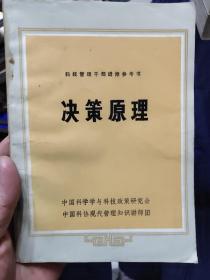 科技管理干部进修参考书
决策原理
中国科学学与科技政策研究会
中国科协现代管理知识讲师团